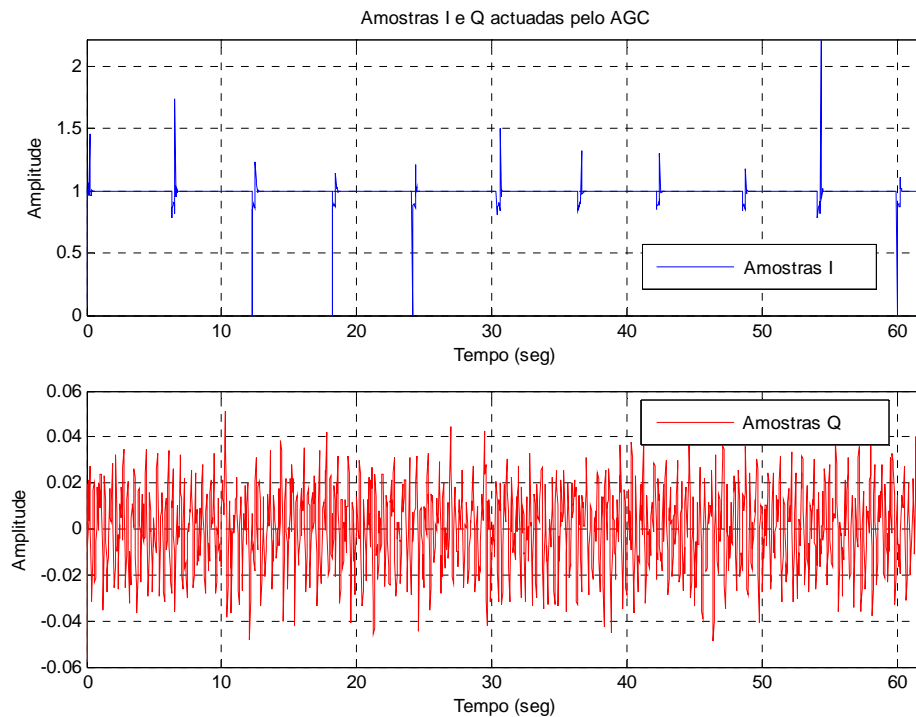 Amostras I e Q actuadas pelo AGC
2
1.5
1
0.5
0
Amplitude
Amostras I
0 10 20 30 40 50 60
Tempo (seg)
0.06
0.04
0.02
0
-0.02
-0.04
-0.06
Amplitude
Amostras Q
0 10 20 30 40 50 60
Tempo (seg)